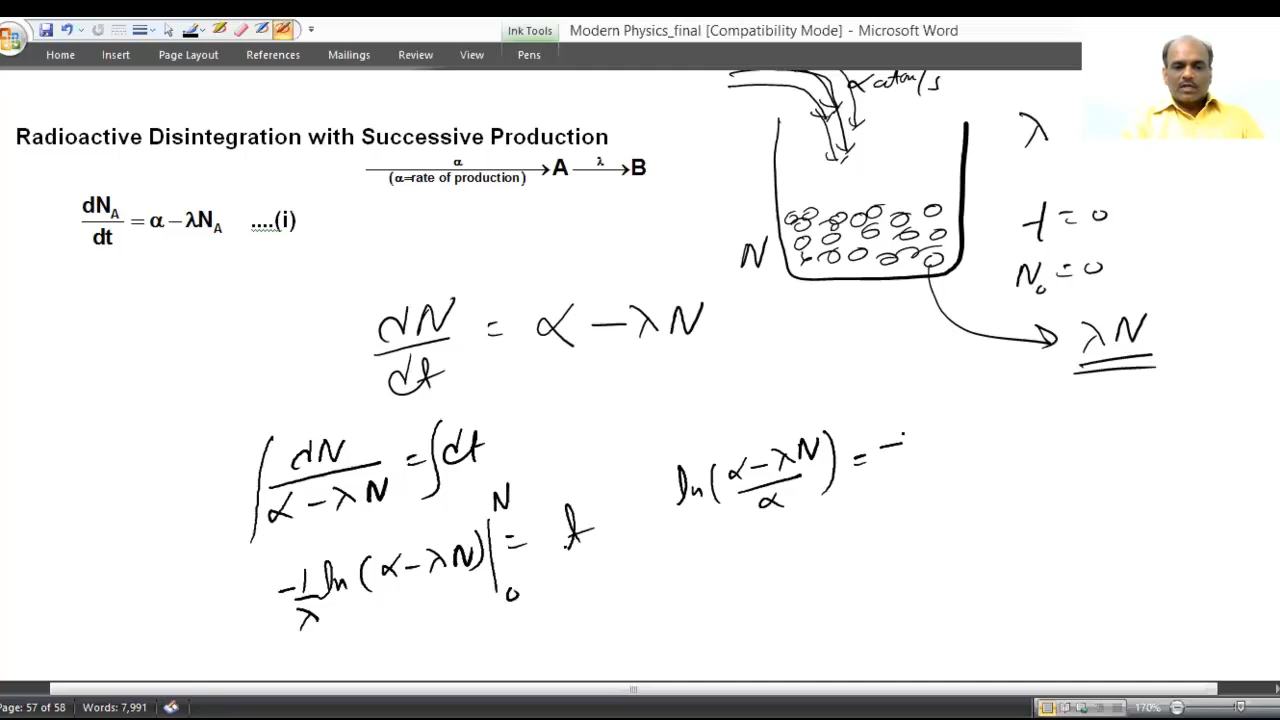 Ink Tools
Modern Physics_final [Compatibility Mode] - Microsoft Word
Home Insert Page Layout References Mailings Review View Pens
α atom/s
Radioactive Disintegration with Successive Production
α
(α=rate of production) → A λ → B
dN_A/dt = α − λN_A ....(i)
λ
t = 0
N₀ = 0
N
λN
dN/dt = α − λN
∫ dN/(α − λN) = ∫ dt
−1/λ ln(α − λN) |₀ᴺ = t
ln((α − λN)/α) = −
Page: 57 of 58 Words: 7,991 170%